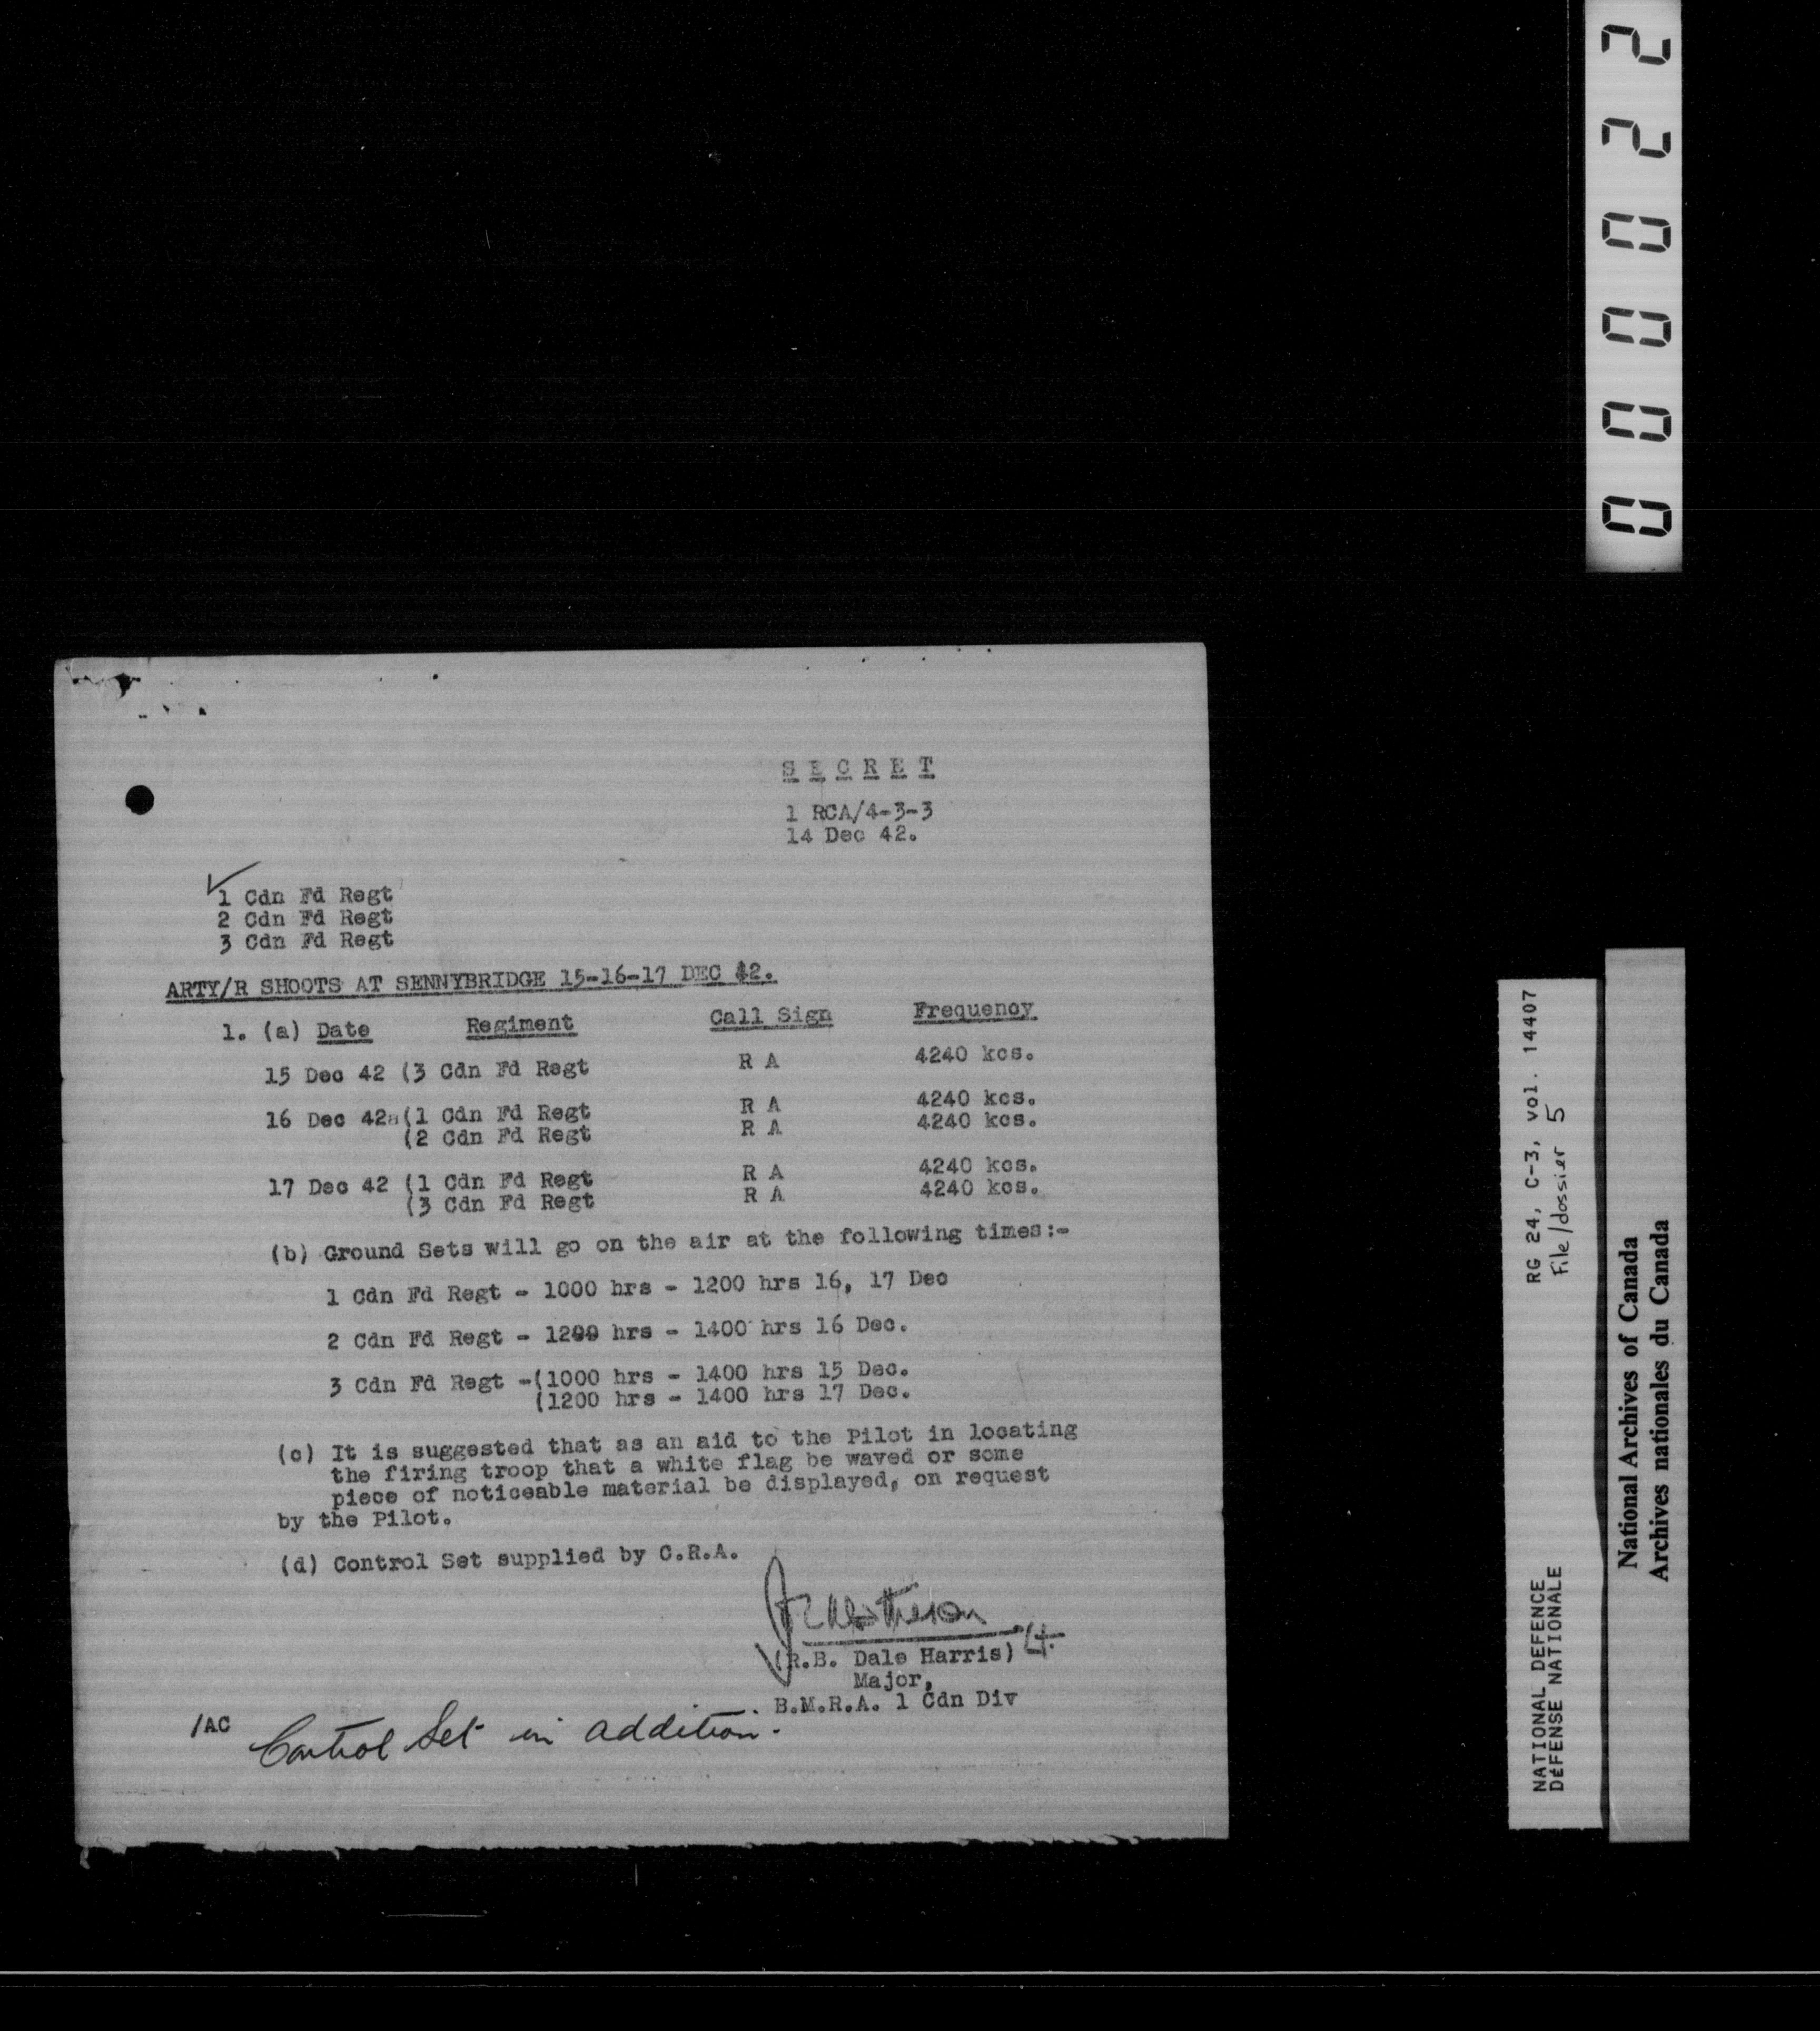 000022
S E C R E T
1 RCA/4-3-3
14 Dec 42.
1 Cdn Fd Regt
2 Cdn Fd Regt
3 Cdn Fd Regt
ARTY/R SHOOTS AT SENNYBRIDGE 15-16-17 DEC 42.
1. (a) Date Regiment Call Sign Frequency
15 Dec 42 (3 Cdn Fd Regt R A 4240 kcs.
16 Dec 42 (1 Cdn Fd Regt R A 4240 kcs.
(2 Cdn Fd Regt R A 4240 kcs.
17 Dec 42 (1 Cdn Fd Regt R A 4240 kcs.
(3 Cdn Fd Regt R A 4240 kcs.
(b) Ground Sets will go on the air at the following times:-
1 Cdn Fd Regt - 1000 hrs - 1200 hrs 16, 17 Dec
2 Cdn Fd Regt - 1200 hrs - 1400 hrs 16 Dec.
3 Cdn Fd Regt -(1000 hrs - 1400 hrs 15 Dec.
(1200 hrs - 1400 hrs 17 Dec.
(c) It is suggested that as an aid to the Pilot in locating
the firing troop that a white flag be waved or some
piece of noticeable material be displayed, on request
by the Pilot.
(d) Control Set supplied by C.R.A.
(R.B. Dale Harris)
Major,
B.M.R.A. 1 Cdn Div
/AC
Control Set in addition.
RG 24, C-3, vol. 14407
File/dossier 5
NATIONAL DEFENCE
DÉFENSE NATIONALE
National Archives of Canada
Archives nationales du Canada